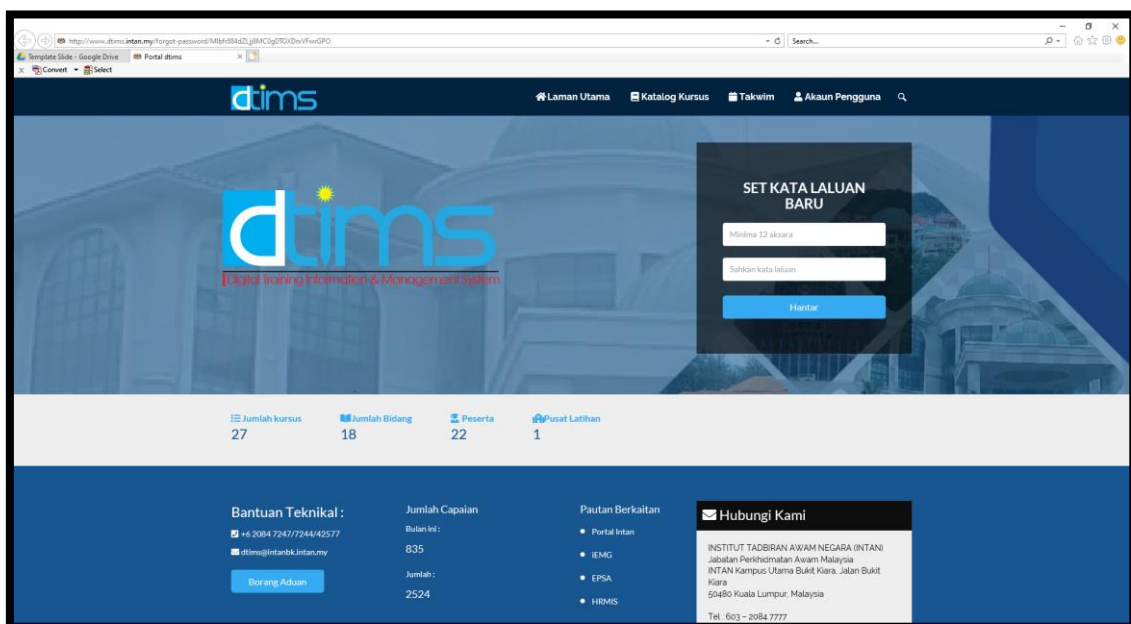 Search...
Template Slide - Google Drive
Portal dtims
x Convert Select
dtims
Laman Utama
Katalog Kursus
Takwim
Akaun Pengguna
dtims
Digital Training Information & Management System
SET KATA LALUAN
BARU
Minima 12 aksara
Sahkan kata laluan
Hantar
Jumlah kursus
27
Jumlah Bidang
18
Peserta
22
Pusat Latihan
1
Bantuan Teknikal :
+6 2084 7247/7244/42577
dtims@intanbk.intan.my
Borang Aduan
Jumlah Capaian
Bulan ini :
835
Jumlah :
2524
Pautan Berkaitan
Portal Intan
iEMG
EPSA
HRMIS
Hubungi Kami
INSTITUT TADBIRAN AWAM NEGARA (INTAN)
Jabatan Perkhidmatan Awam Malaysia
INTAN Kampus Utama Bukit Kiara, Jalan Bukit
Kiara
50480 Kuala Lumpur, Malaysia
Tel : 603 – 2084 7777